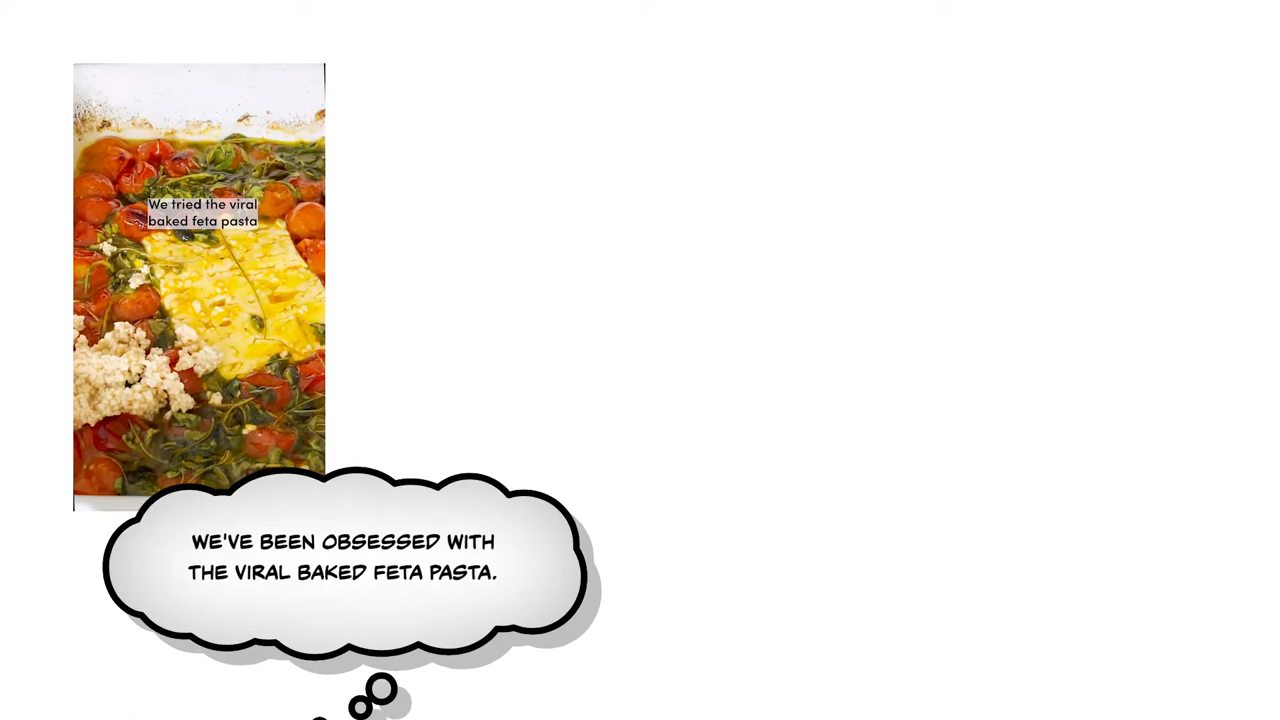 We tried the viral
baked feta pasta
WE'VE BEEN OBSESSED WITH
THE VIRAL BAKED FETA PASTA.